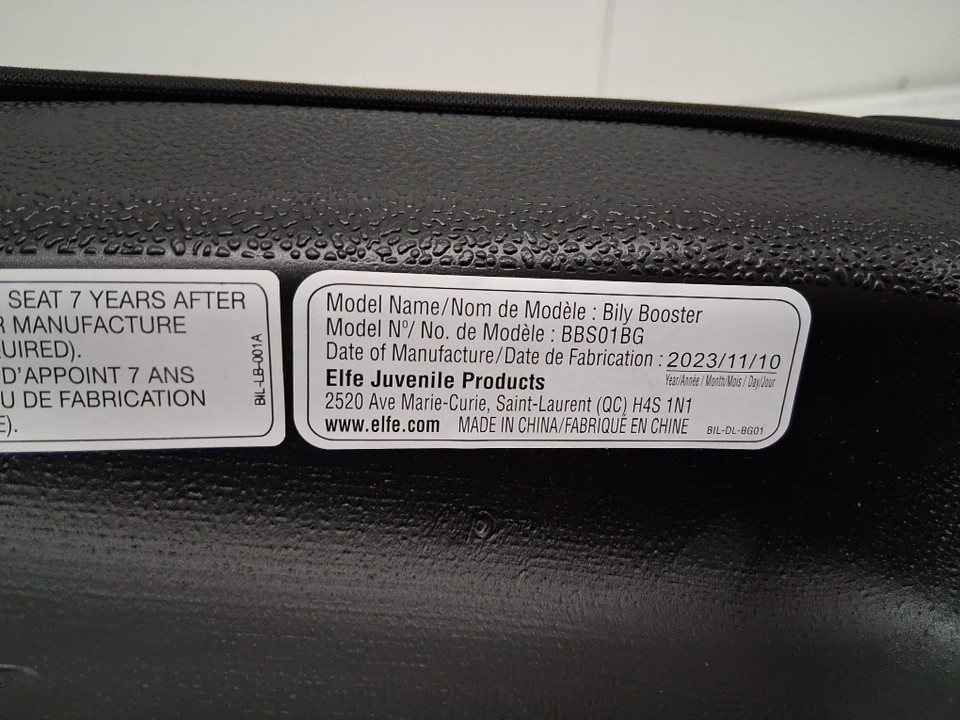 SEAT 7 YEARS AFTER
R MANUFACTURE
QUIRED).
D'APPOINT 7 ANS
U DE FABRICATION
E).
BIL-LB-001A
Model Name/Nom de Modèle : Bily Booster
Model Nº/ No. de Modèle : BBS01BG
Date of Manufacture/Date de Fabrication : 2023/11/10
Year/Année / Month/Mois / Day/Jour
Elfe Juvenile Products
2520 Ave Marie-Curie, Saint-Laurent (QC) H4S 1N1
www.elfe.com MADE IN CHINA/FABRIQUÉ EN CHINE BIL-DL-BG01